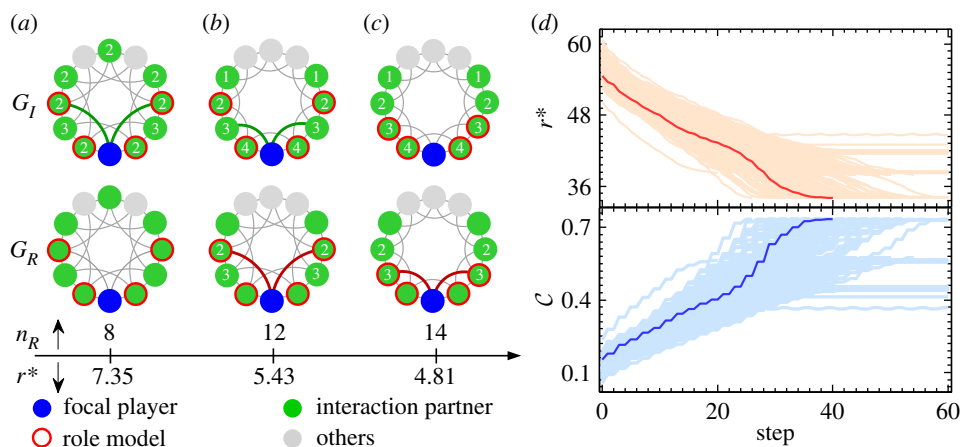 (a) (b) (c) (d)
2
2 2 1 1 1 1
G_I 2 2 2 2 2 2
3 3 3 3 3 3
2 2 4 4 4 4
G_R 2 2 2 2
3 3 3 3
n_R 8 12 14
r* 7.35 5.43 4.81
focal player interaction partner
role model others
60
r* 48
36
0.7
C 0.4
0.1
0 20 40 60
step